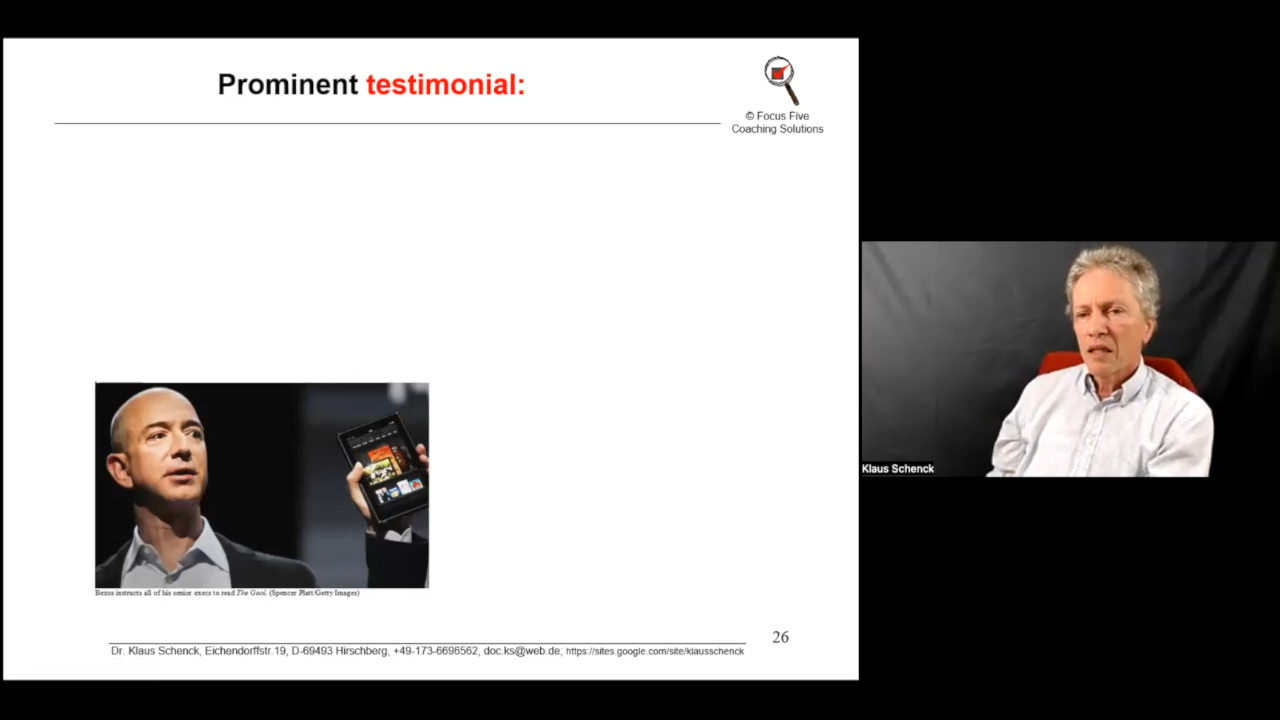 Prominent testimonial:
© Focus Five
Coaching Solutions
Klaus Schenck
Bezos instructs all of his senior execs to read The Goal. (Spencer Platt/Getty Images)
26
Dr. Klaus Schenck, Eichendorffstr.19, D-69493 Hirschberg, +49-173-6696562, doc.ks@web.de; https://sites.google.com/site/klausschenck